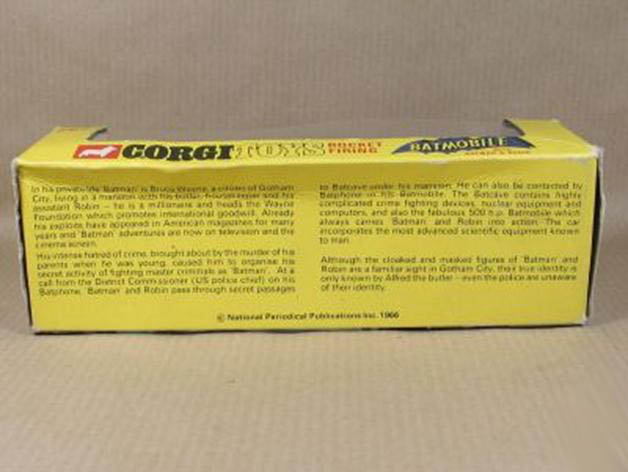 CORGI TOYS ROCKET FIRING BATMOBILE
In his private life 'Batman' is Bruce Wayne, a citizen of Gotham
City, living in a mansion with his butler, housekeeper and his
assistant Robin – he is a millionaire and heads the Wayne
Foundation which promotes international goodwill. Already
his exploits have appeared in American magazines for many
years and 'Batman' adventures are now on television and the
cinema screen.
His intense hatred of crime, brought about by the murder of his
parents when he was young, caused him to organise his
secret activity of fighting master criminals as 'Batman'. At a
call from the District Commissioner (US police chief) on his
Batphone, 'Batman' and Robin pass through secret passages
to Batcave under his mansion. He can also be contacted by
Batphone in his Batmobile. The Batcave contains highly
complicated crime fighting devices, nuclear equipment and
computors, and also the fabulous 500 h.p. Batmobile which
always carries 'Batman' and Robin into action. The car
incorporates the most advanced scientific equipment known
to man.
Although the cloaked and masked figures of 'Batman' and
Robin are a familiar sight in Gotham City, their true identity is
only known by Alfred the butler – even the police are unaware
of their identity.
© National Periodical Publications Inc. 1966